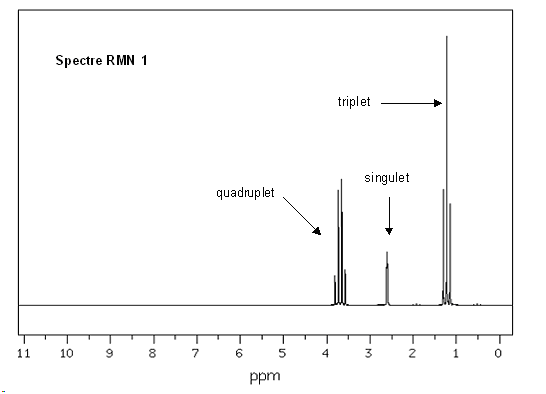 Spectre RMN 1
triplet
singulet
quadruplet
11 10 9 8 7 6 5 4 3 2 1 0
ppm